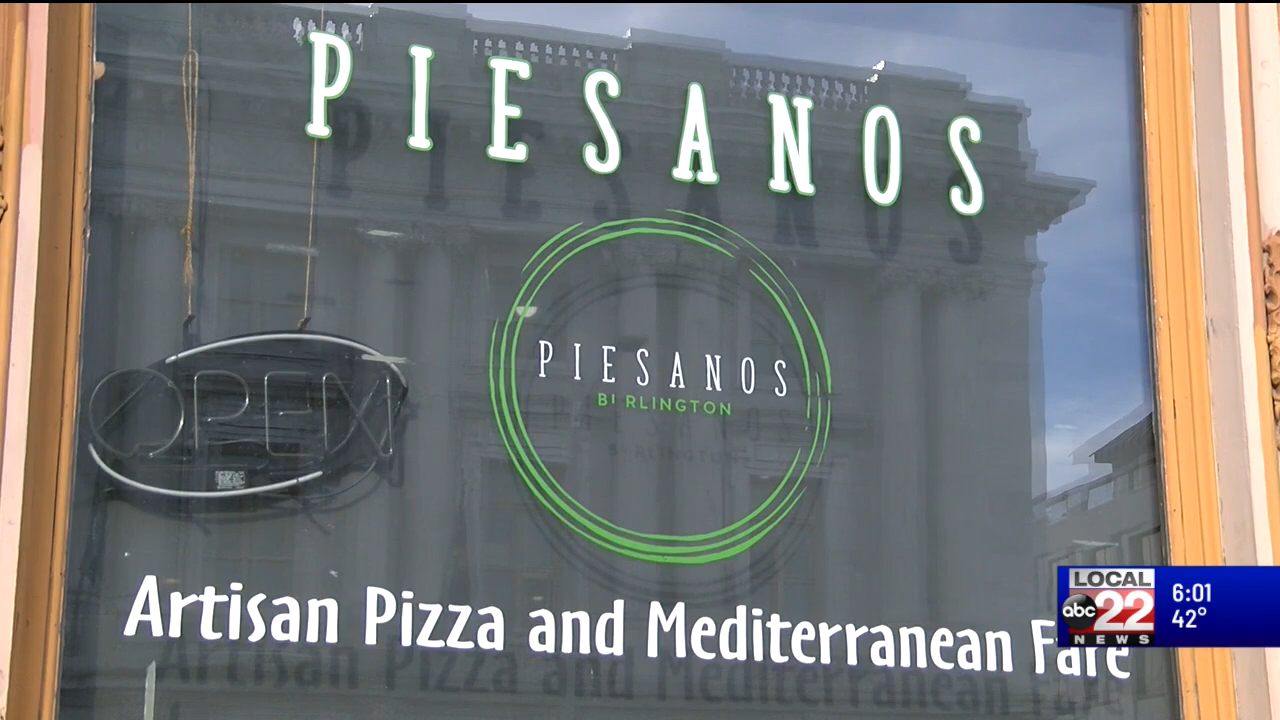 PIESANOS
PIESANOS
BURLINGTON
OPEN
Artisan Pizza and Mediterranean Fare
LOCAL
abc 22
NEWS
6:01
42°